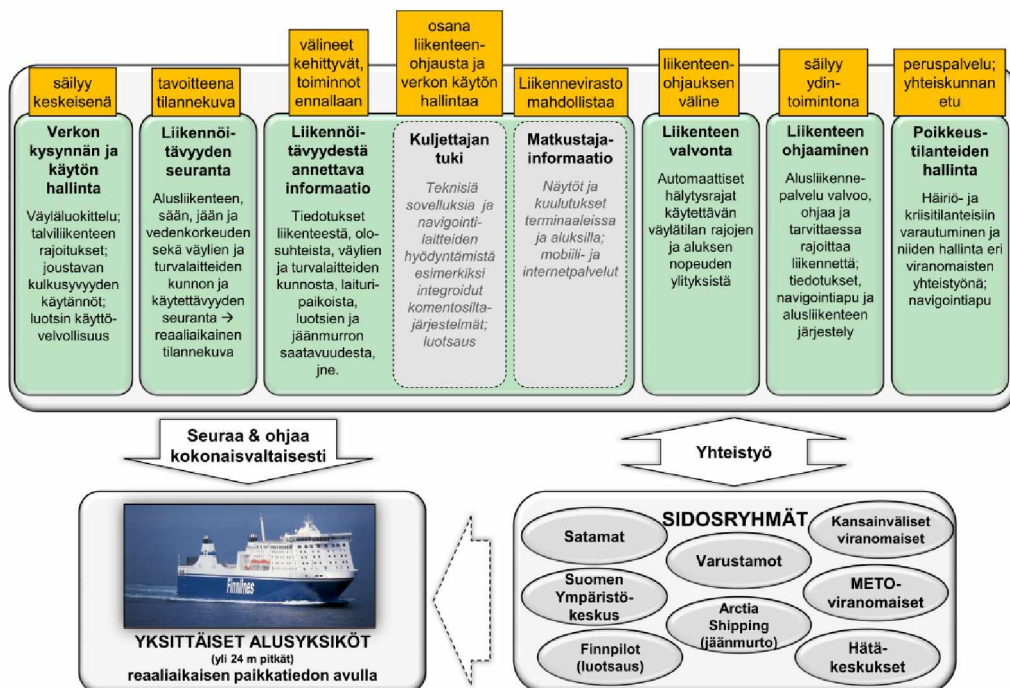 säilyy
keskeisenä
Verkon
kysynnän ja
käytön
hallinta
Väyläluokittelu;
talviliikenteen
rajoitukset;
joustavan
kulkusyvyyden
käytännöt;
luotsin käyttö-
velvollisuus
tavoitteena
tilannekuva
Liikennöi-
tävyyden
seuranta
Alusliikenteen,
sään, jään ja
vedenkorkeuden
sekä väylien ja
turvalaitteiden
kunnon ja
käytettävyyden
seuranta →
reaaliaikainen
tilannekuva
välineet
kehittyvät,
toiminnot
ennallaan
Liikennöi-
tävyydestä
annettava
informaatio
Tiedotukset
liikenteestä, olo-
suhteista, väylien
ja turvalaitteiden
kunnosta, laituri-
paikoista,
luotsien ja
jäänmurron
saatavuudesta,
jne.
osana
liikenteen-
ohjausta ja
verkon käytön
hallintaa
Kuljettajan
tuki
Teknisiä
sovelluksia ja
navigointi-
laitteiden
hyödyntämistä
esimerkiksi
integroidut
komentosilta-
järjestelmät;
luotsaus
Liikennevirasto
mahdollistaa
Matkustaja-
informaatio
Näytöt ja
kuulutukset
terminaaleissa
ja aluksilla;
mobiili- ja
internetpalvelut
liikenteen-
ohjauksen
väline
Liikenteen
valvonta
Automaattiset
hälytysrajat
käytettävän
väylätilan rajojen
ja aluksen
nopeuden
ylityksistä
säilyy
ydin-
toimintona
Liikenteen
ohjaaminen
Alusliikenne-
palvelu valvoo,
ohjaa ja
tarvittaessa
rajoittaa
liikennettä;
tiedotukset,
navigointiapu ja
alusliikenteen
järjestely
peruspalvelu;
yhteiskunnan
etu
Poikkeus-
tilanteiden
hallinta
Häiriö- ja
kriisitilanteisiin
varautuminen ja
niiden hallinta eri
viranomaisten
yhteistyönä;
navigointiapu
Seuraa & ohjaa
kokonaisvaltaisesti
Yhteistyö
Finnlines
YKSITTÄISET ALUSYKSIKÖT
(yli 24 m pitkät)
reaaliaikaisen paikkatiedon avulla
SIDOSRYHMÄT
Satamat
Kansainväliset
viranomaiset
Varustamot
Suomen
Ympäristö-
keskus
METO-
viranomaiset
Arctia
Shipping
(jäänmurto)
Finnpilot
(luotsaus)
Hätä-
keskukset